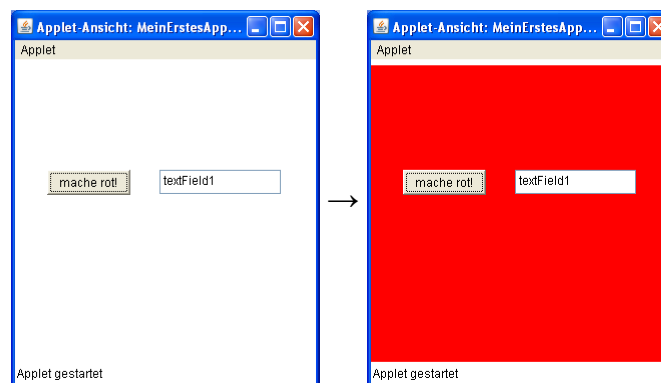 Applet-Ansicht: MeinErstesApp...
Applet
mache rot!
textField1
Applet gestartet
→
Applet-Ansicht: MeinErstesApp...
Applet
mache rot!
textField1
Applet gestartet